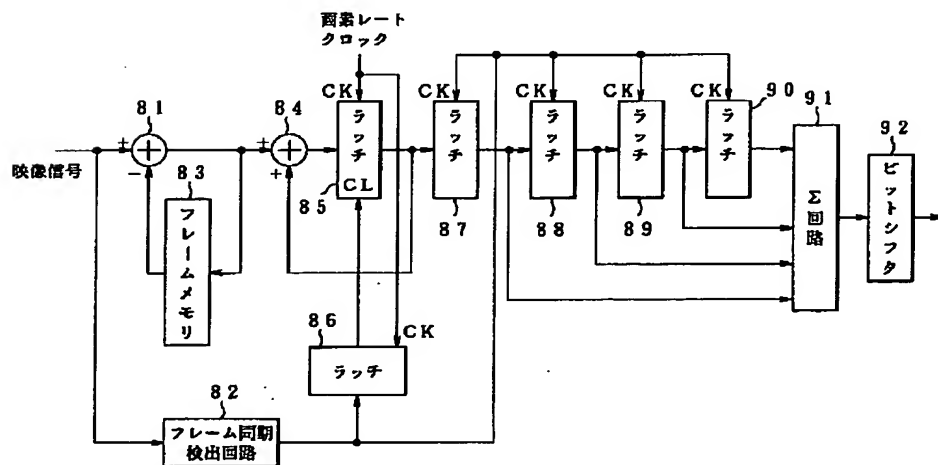 画素レート
クロック
81
84
CK
CK
CK
CK
CK
90
91
92
映像信号
+
+
−
+
+
+
83
フレームメモリ
ラッチ
CL
85
ラッチ
87
ラッチ
88
ラッチ
89
ラッチ
Σ回路
ビットシフタ
86
CK
ラッチ
82
フレーム同期
検出回路